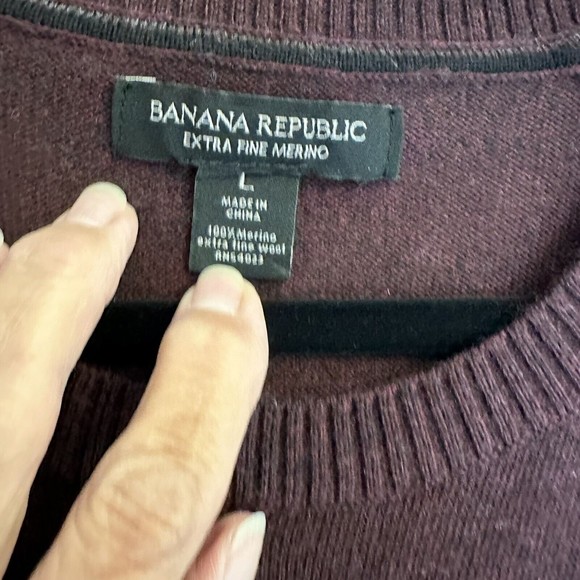 BANANA REPUBLIC
EXTRA FINE MERINO
L
MADE IN
CHINA
100% Merino
extra fine wool
RN54023